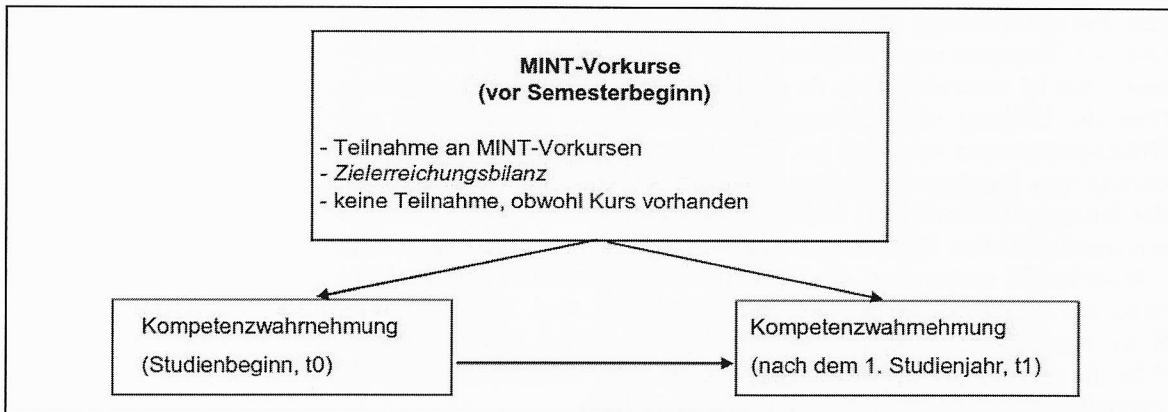 MINT-Vorkurse
(vor Semesterbeginn)
- Teilnahme an MINT-Vorkursen
- Zielerreichungsbilanz
- keine Teilnahme, obwohl Kurs vorhanden
Kompetenzwahrnehmung
(Studienbeginn, t0)
Kompetenzwahrnehmung
(nach dem 1. Studienjahr, t1)